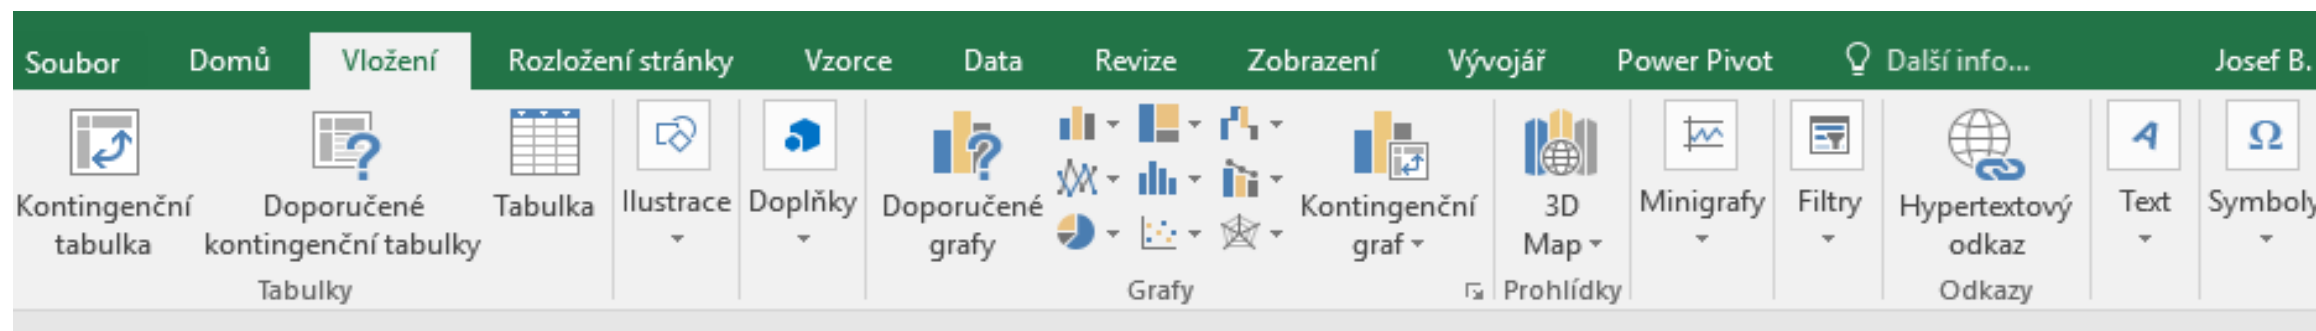 Soubor Domů Vložení Rozložení stránky Vzorce Data Revize Zobrazení Vývojář Power Pivot Další info... Josef B.
Kontingenční
tabulka
Doporučené
kontingenční tabulky
Tabulka
Ilustrace
Doplňky
Doporučené
grafy
Kontingenční
graf
3D
Map
Minigrafy
Filtry
Hypertextový
odkaz
Text
Symboly
Tabulky Grafy Prohlídky Odkazy